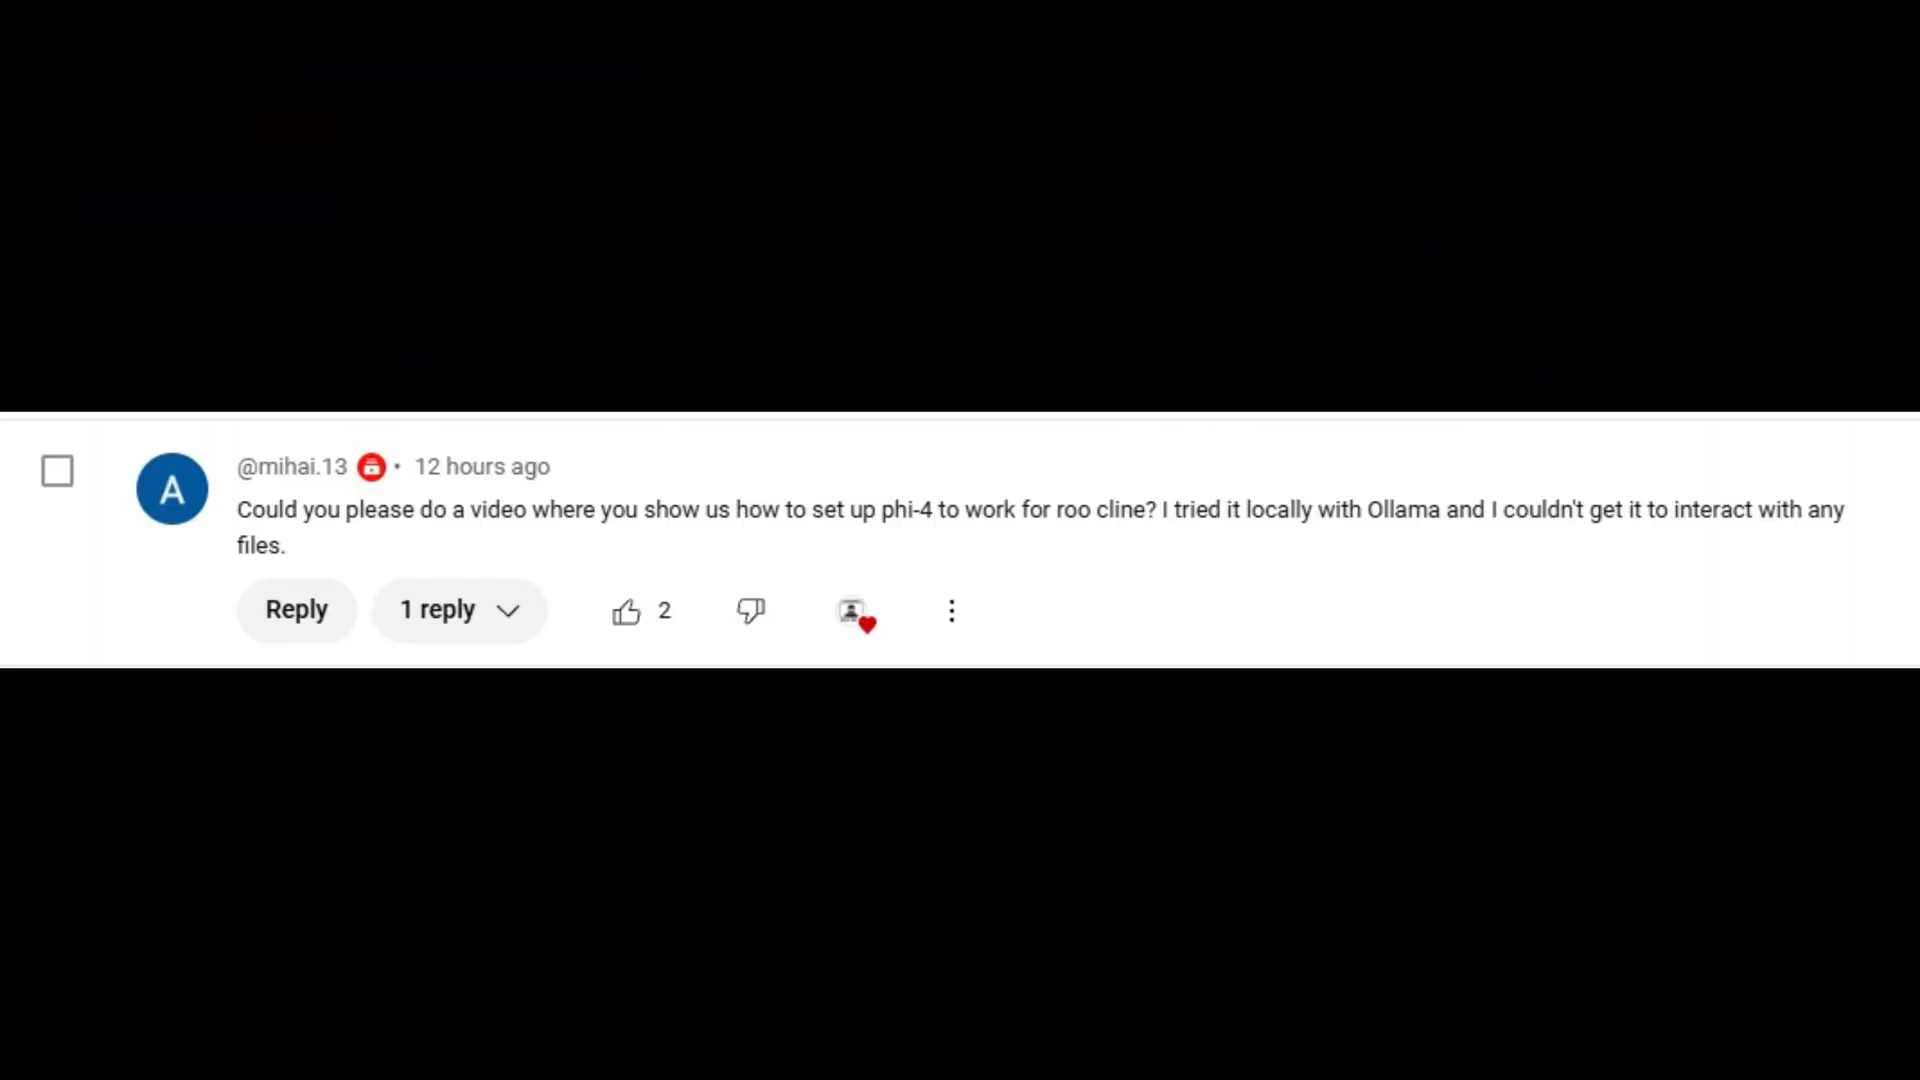 A
@mihai.13 • 12 hours ago
Could you please do a video where you show us how to set up phi-4 to work for roo cline? I tried it locally with Ollama and I couldn't get it to interact with any
files.
Reply 1 reply 2